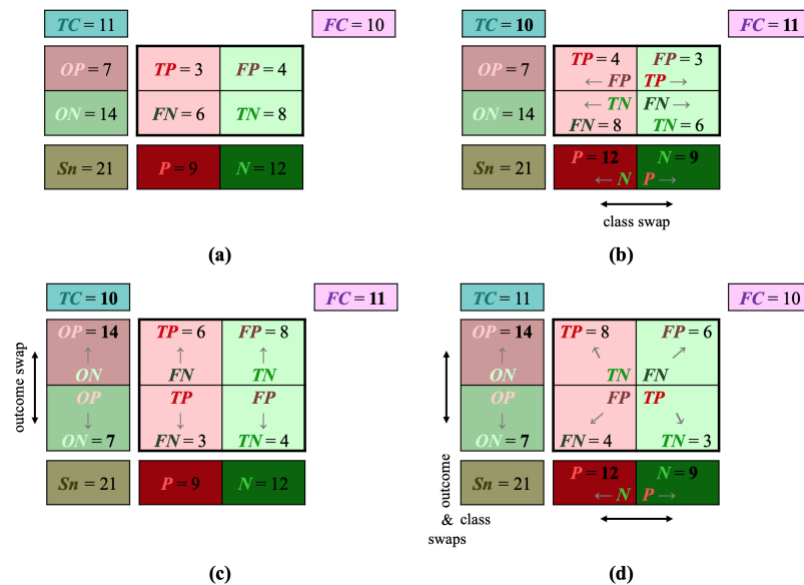 TC = 11
FC = 10
OP = 7
TP = 3
FP = 4
ON = 14
FN = 6
TN = 8
Sn = 21
P = 9
N = 12
(a)
TC = 10
FC = 11
OP = 7
TP = 4
FP = 3
← FP
TP →
ON = 14
← TN
FN →
FN = 8
TN = 6
Sn = 21
P = 12
N = 9
← N
P →
class swap
(b)
TC = 10
FC = 11
outcome swap
OP = 14
TP = 6
FP = 8
↑
↑
↑
ON
FN
TN
OP
TP
FP
↓
↓
↓
ON = 7
FN = 3
TN = 4
Sn = 21
P = 9
N = 12
(c)
TC = 11
FC = 10
OP = 14
TP = 8
FP = 6
↑
↖
↗
ON
TN
FN
OP
FP
TP
↓
↙
↘
ON = 7
FN = 4
TN = 3
Sn = 21
P = 12
N = 9
← N
P →
outcome
& class
swaps
(d)